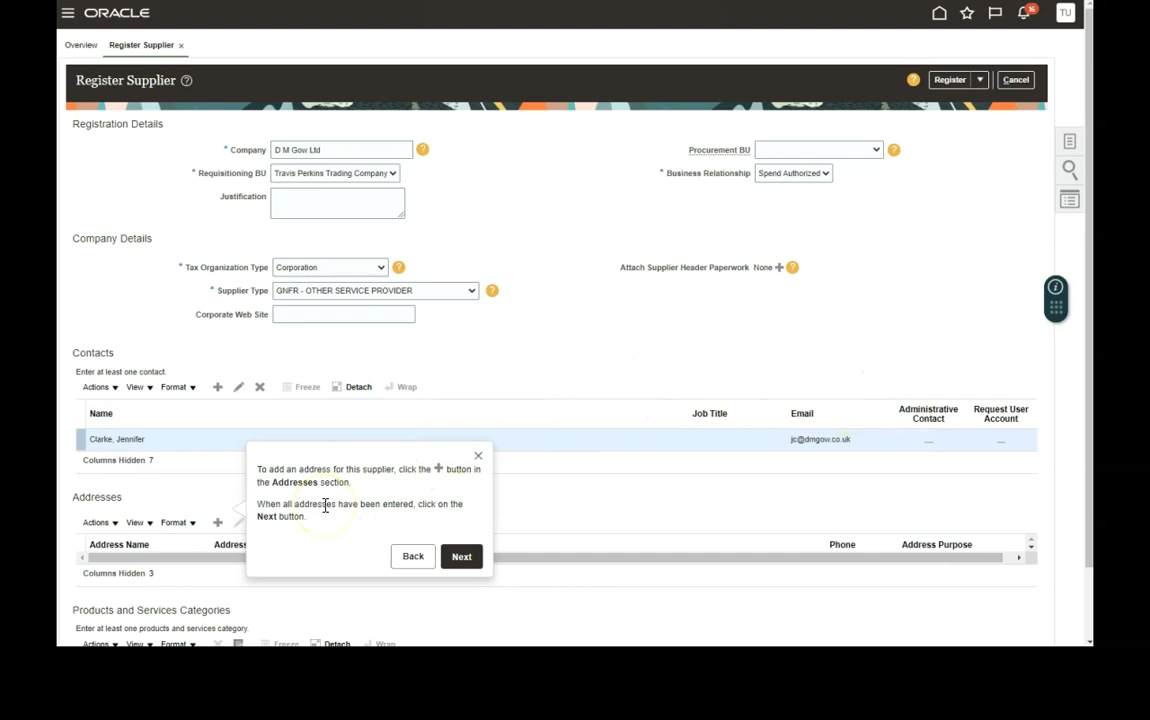 ORACLE
16
TU
Overview
Register Supplier ×
Register Supplier ?
? Register Cancel
Registration Details
* Company D M Gow Ltd ?
Procurement BU ?
* Requisitioning BU Travis Perkins Trading Company
* Business Relationship Spend Authorized
Justification
Company Details
* Tax Organization Type Corporation ?
Attach Supplier Header Paperwork None ?
* Supplier Type GNFR - OTHER SERVICE PROVIDER ?
Corporate Web Site
Contacts
Enter at least one contact.
Actions View Format Freeze Detach Wrap
Name Job Title Email Administrative Contact Request User Account
Clarke, Jennifer jc@dmgow.co.uk
Columns Hidden 7
To add an address for this supplier, click the + button in
the Addresses section.
When all addresses have been entered, click on the
Next button.
Back Next
Addresses
Actions View Format
Address Name Addres Phone Address Purpose
Columns Hidden 3
Products and Services Categories
Enter at least one products and services category.
Actions View Format Freeze Detach Wrap